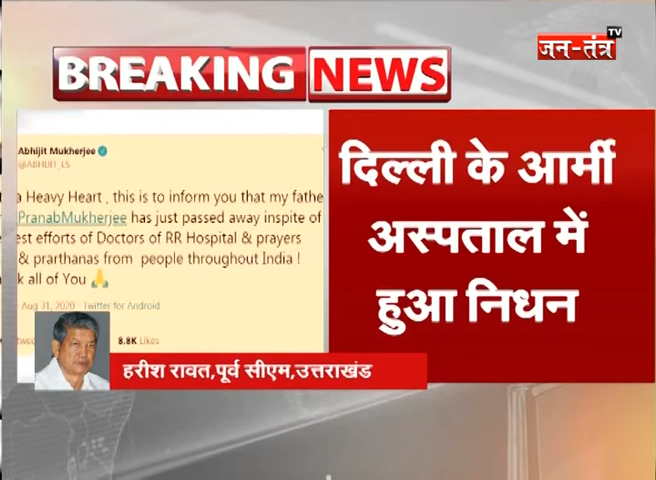 जन-तंत्र TV
BREAKING NEWS
Abhijit Mukherjee
@ABHIJIT_LS
a Heavy Heart , this is to inform you that my fathe
PranabMukherjee has just passed away inspite of
est efforts of Doctors of RR Hospital & prayers
& prarthanas from people throughout India !
k all of You 🙏
Aug 31, 2020 · Twitter for Android
8.8K Likes
दिल्ली के आर्मी
अस्पताल में
हुआ निधन
हरीश रावत,पूर्व सीएम,उत्तराखंड